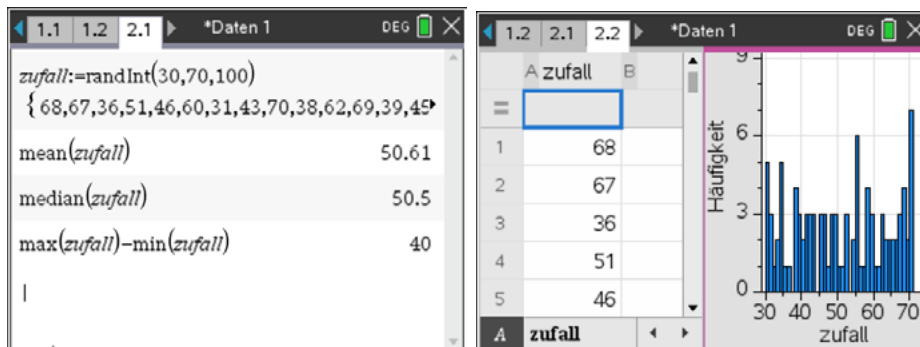 1.1 1.2 2.1 *Daten 1 DEG
zufall:=randInt(30,70,100)
{68,67,36,51,46,60,31,43,70,38,62,69,39,45
mean(zufall) 50.61
median(zufall) 50.5
max(zufall)−min(zufall) 40
1.2 2.1 2.2 *Daten 1 DEG
A zufall B
=
1 68
2 67
3 36
4 51
5 46
A zufall
Häufigkeit
9
6
3
0
30 40 50 60 70
zufall